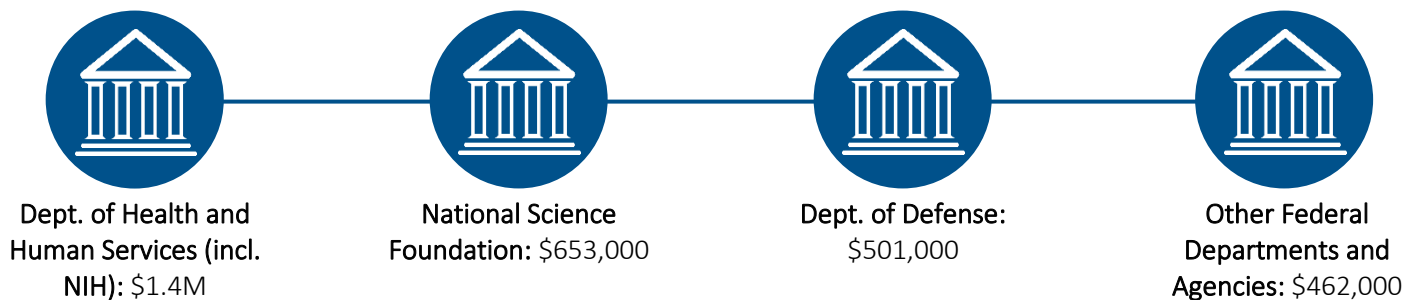 Dept. of Health and
Human Services (incl.
NIH): $1.4M
National Science
Foundation: $653,000
Dept. of Defense:
$501,000
Other Federal
Departments and
Agencies: $462,000